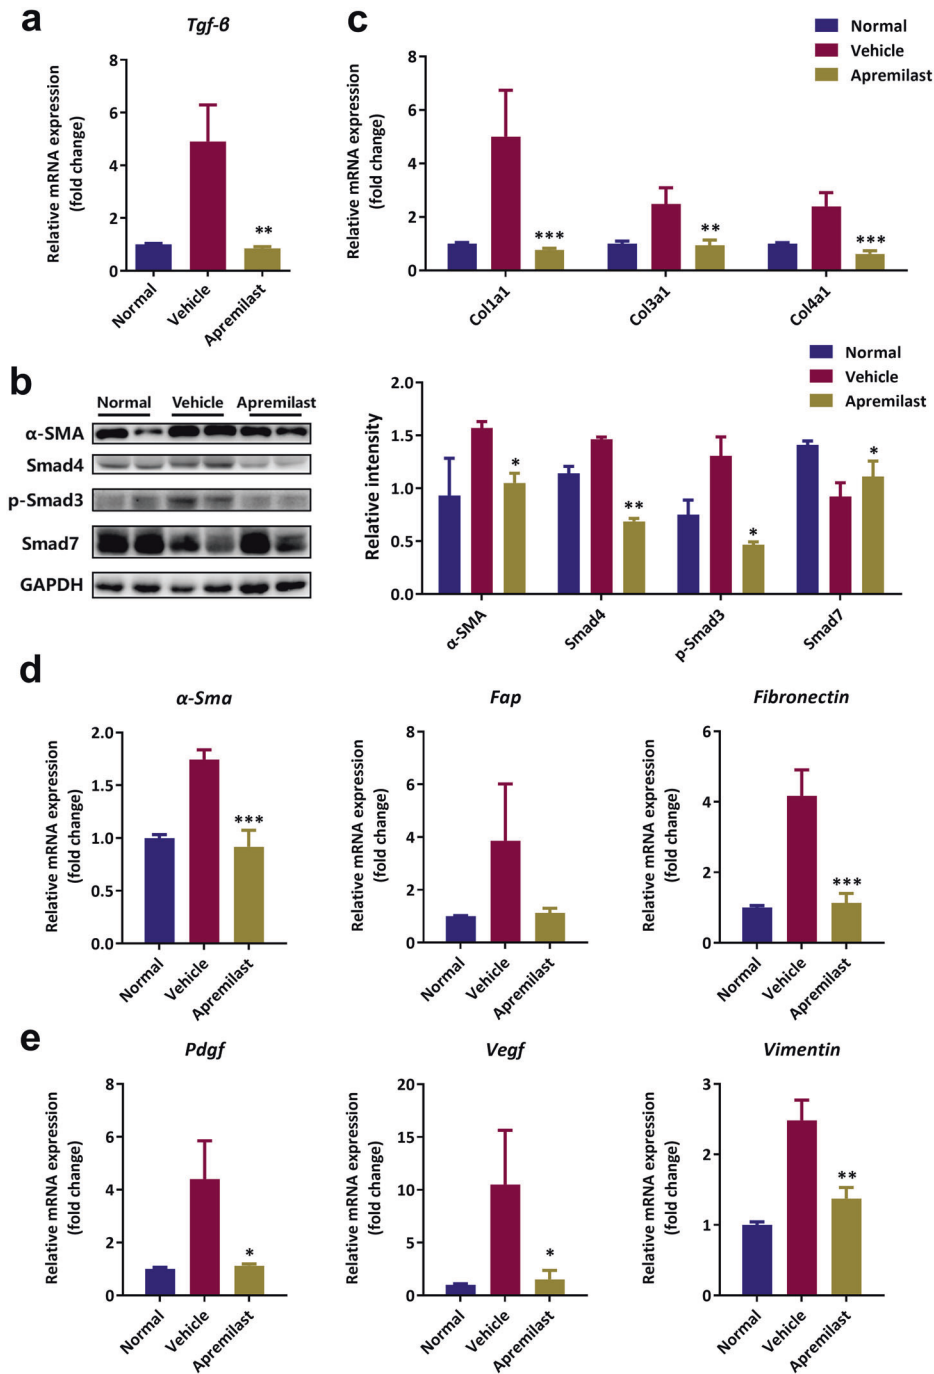 a
Tgf-β
Relative mRNA expression
(fold change)
8
6
4
2
0
**
Normal
Vehicle
Apremilast
c
Normal
Vehicle
Apremilast
Relative mRNA expression
(fold change)
8
6
4
2
0
***
**
***
Col1a1
Col3a1
Col4a1
b
Normal Vehicle Apremilast
α-SMA
Smad4
p-Smad3
Smad7
GAPDH
Normal
Vehicle
Apremilast
Relative intensity
2.0
1.5
1.0
0.5
0.0
*
**
*
*
α-SMA
Smad4
p-Smad3
Smad7
d
α-Sma
Relative mRNA expression
(fold change)
2.0
1.5
1.0
0.5
0.0
***
Normal
Vehicle
Apremilast
Fap
Relative mRNA expression
(fold change)
8
6
4
2
0
Normal
Vehicle
Apremilast
Fibronectin
Relative mRNA expression
(fold change)
6
4
2
0
***
Normal
Vehicle
Apremilast
e
Pdgf
Relative mRNA expression
(fold change)
8
6
4
2
0
*
Normal
Vehicle
Apremilast
Vegf
Relative mRNA expression
(fold change)
20
15
10
5
0
*
Normal
Vehicle
Apremilast
Vimentin
Relative mRNA expression
(fold change)
3
2
1
0
**
Normal
Vehicle
Apremilast